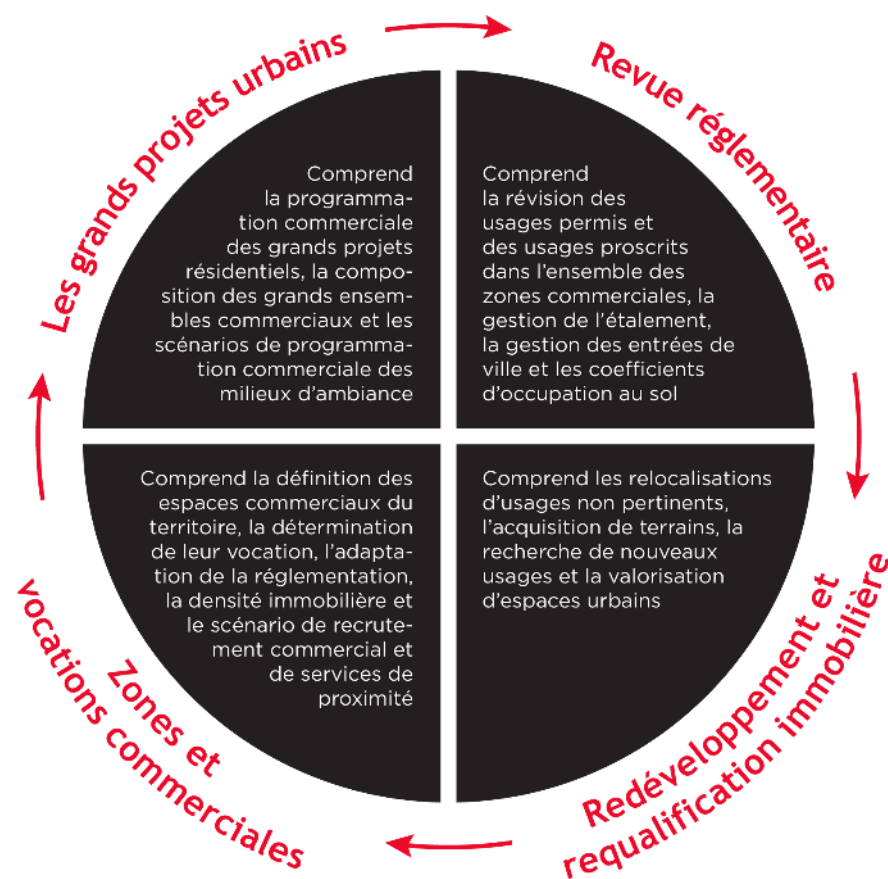 Les grands projets urbains
Comprend
la programma-
tion commerciale
des grands projets
résidentiels, la compo-
sition des grands ensem-
bles commerciaux et les
scénarios de programma-
tion commerciale des
milieux d’ambiance
Revue réglementaire
Comprend
la révision des
usages permis et
des usages proscrits
dans l’ensemble des
zones commerciales, la
gestion de l’étalement,
la gestion des entrées de
ville et les coefficients
d’occupation au sol
Redéveloppement et
requalification immobilière
Comprend les relocalisations
d’usages non pertinents,
l’acquisition de terrains, la
recherche de nouveaux
usages et la valorisation
d’espaces urbains
Zones et
vocations commerciales
Comprend la définition des
espaces commerciaux du
territoire, la détermination
de leur vocation, l’adapta-
tion de la réglementation,
la densité immobilière et
le scénario de recrute-
ment commercial et
de services de
proximité